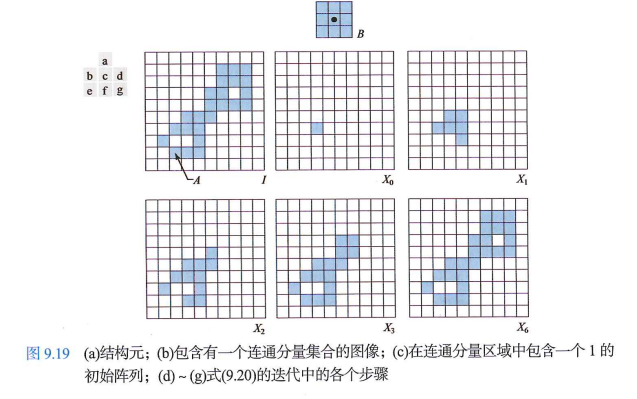 B
a
b c d
e f g
A
I
X0
X1
X2
X3
X6
图 9.19 (a)结构元；(b)包含有一个连通分量集合的图像；(c)在连通分量区域中包含一个 1 的
初始阵列；(d) ~ (g)式(9.20)的迭代中的各个步骤